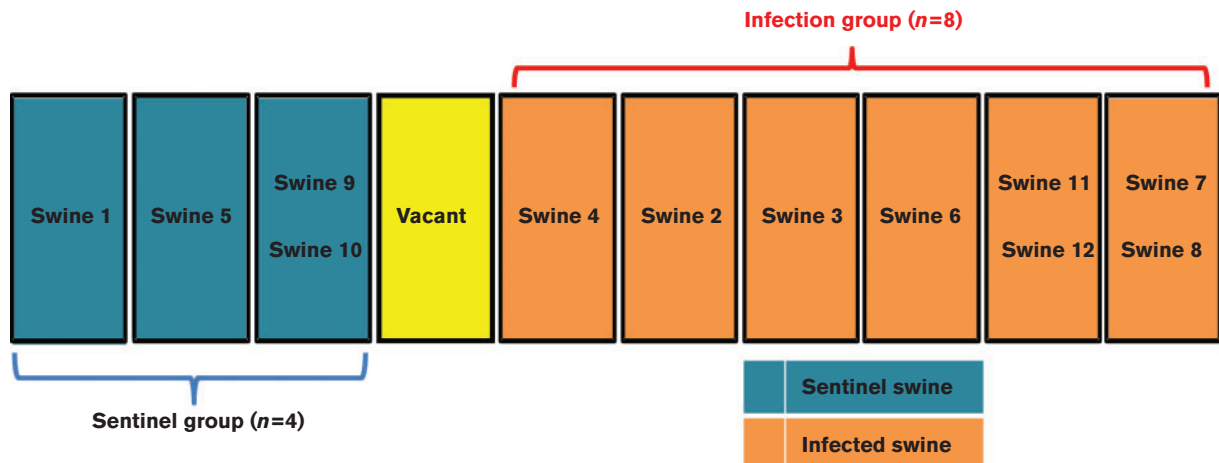 Infection group (n=8)
Swine 1
Swine 5
Swine 9
Swine 10
Vacant
Swine 4
Swine 2
Swine 3
Swine 6
Swine 11
Swine 12
Swine 7
Swine 8
Sentinel group (n=4)
Sentinel swine
Infected swine